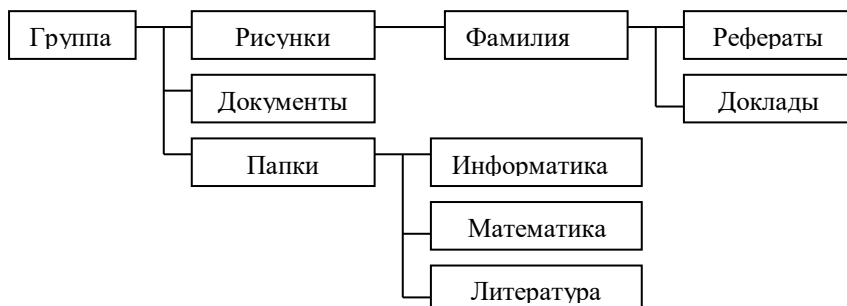 Группа Рисунки Фамилия Рефераты
Документы Доклады
Папки Информатика
Математика
Литература